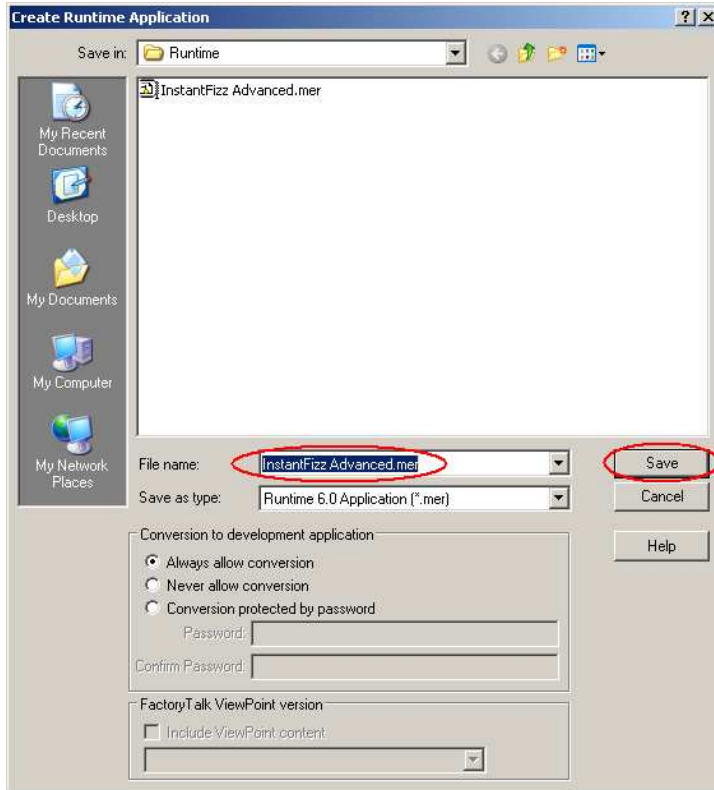 Create Runtime Application
Save in: Runtime
InstantFizz Advanced.mer
My Recent
Documents
Desktop
My Documents
My Computer
My Network
Places
File name: InstantFizz Advanced.mer Save
Save as type: Runtime 6.0 Application (*.mer) Cancel
Help
Conversion to development application
Always allow conversion
Never allow conversion
Conversion protected by password
Password:
Confirm Password:
FactoryTalk ViewPoint version
Include ViewPoint content